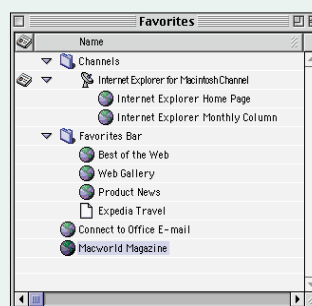 Favorites
Name
Channels
Internet Explorer for Macintosh Channel
Internet Explorer Home Page
Internet Explorer Monthly Column
Favorites Bar
Best of the Web
Web Gallery
Product News
Expedia Travel
Connect to Office E-mail
Macworld Magazine